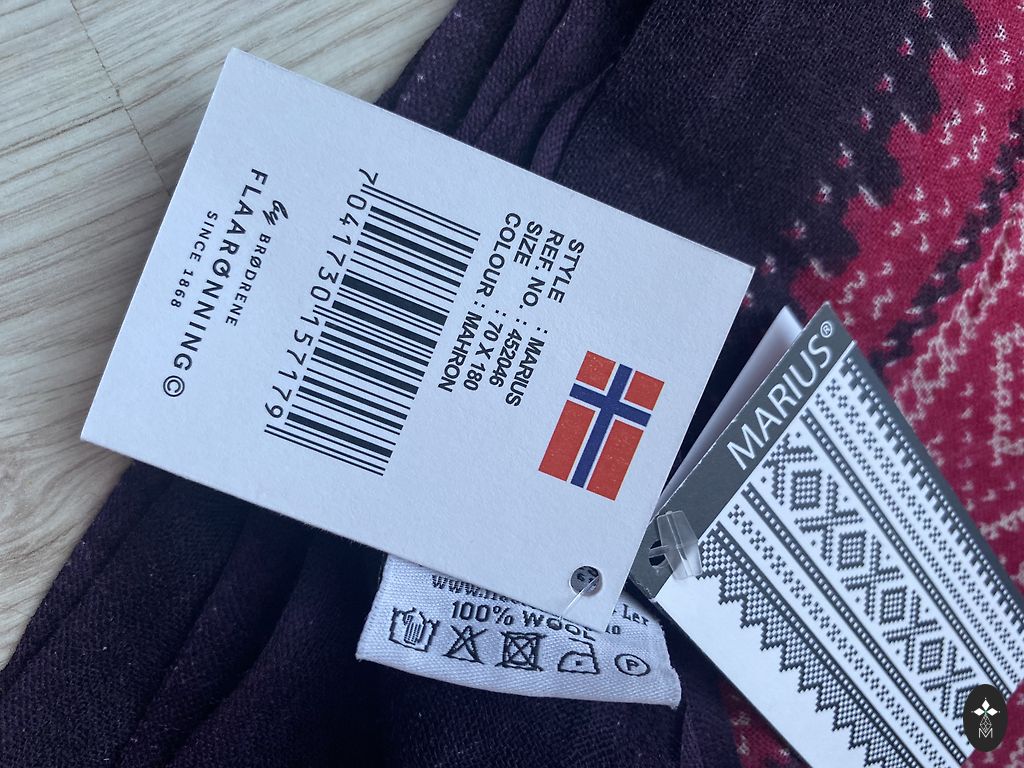 STYLE : MARIUS
REF. NO. : 452046
SIZE : 70 X 180
COLOUR : MAHRON
7 041730 157179
by BRØDRENE
FLAARØNNING ©
SINCE 1868
MARIUS®
100% WOOL
P
M